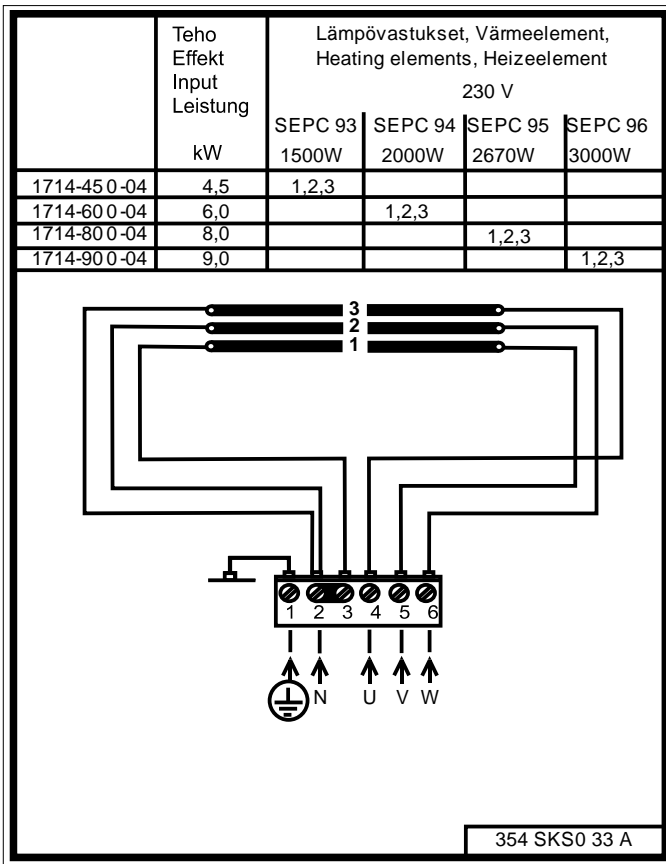 Teho
Effekt
Input
Leistung
kW
Lämpövastukset, Värmeelement,
Heating elements, Heizeelement
230 V
SEPC 93 SEPC 94 SEPC 95 SEPC 96
1500W 2000W 2670W 3000W
1714-450-04 4,5 1,2,3
1714-600-04 6,0 1,2,3
1714-800-04 8,0 1,2,3
1714-900-04 9,0 1,2,3
3
2
1
1 2 3 4 5 6
N U V W
354 SKS0 33 A